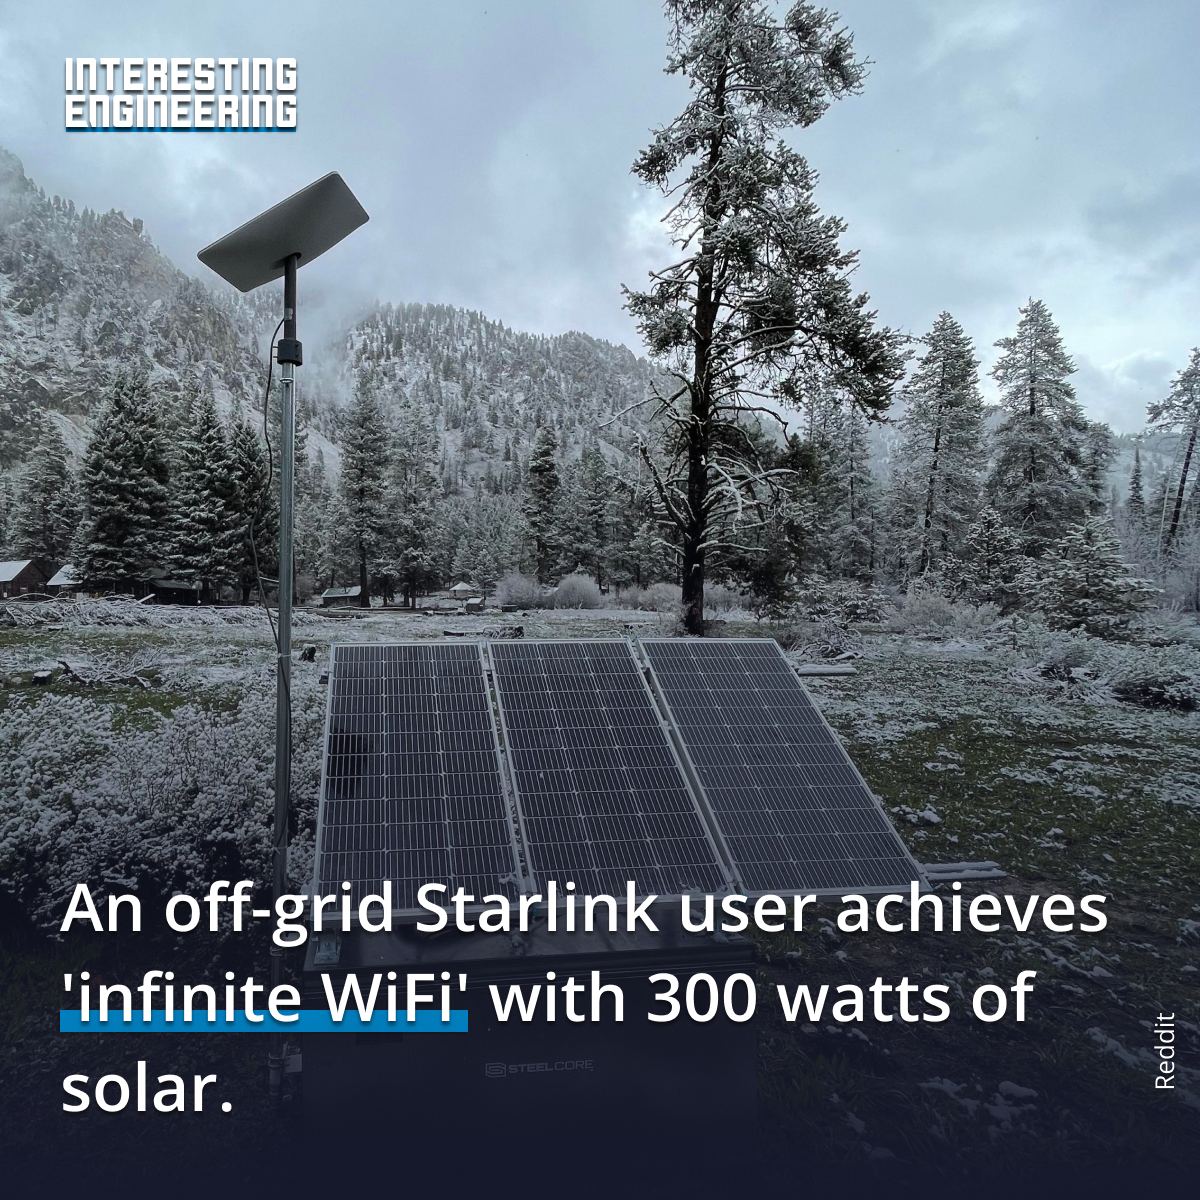 INTERESTING
ENGINEERING
An off-grid Starlink user achieves
'infinite WiFi' with 300 watts of
solar.
Reddit
STEELCORE